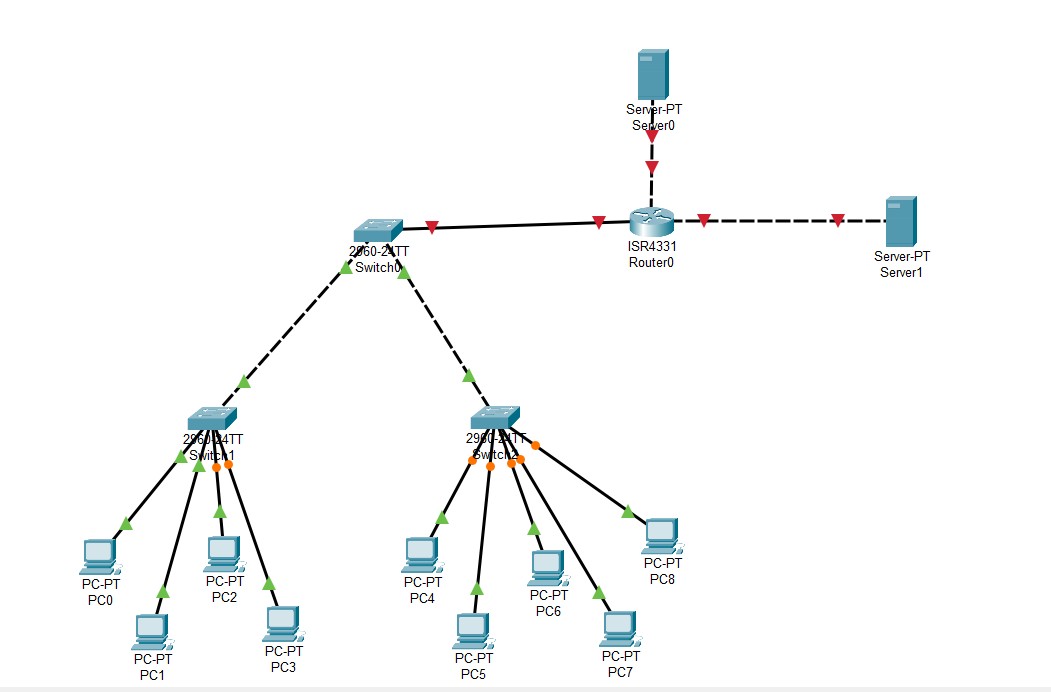 Server-PT
Server0
2960-24TT
Switch0
ISR4331
Router0
Server-PT
Server1
2960-24TT
Switch1
2960-24TT
Switch2
PC-PT
PC0
PC-PT
PC2
PC-PT
PC4
PC-PT
PC6
PC-PT
PC8
PC-PT
PC1
PC-PT
PC3
PC-PT
PC5
PC-PT
PC7